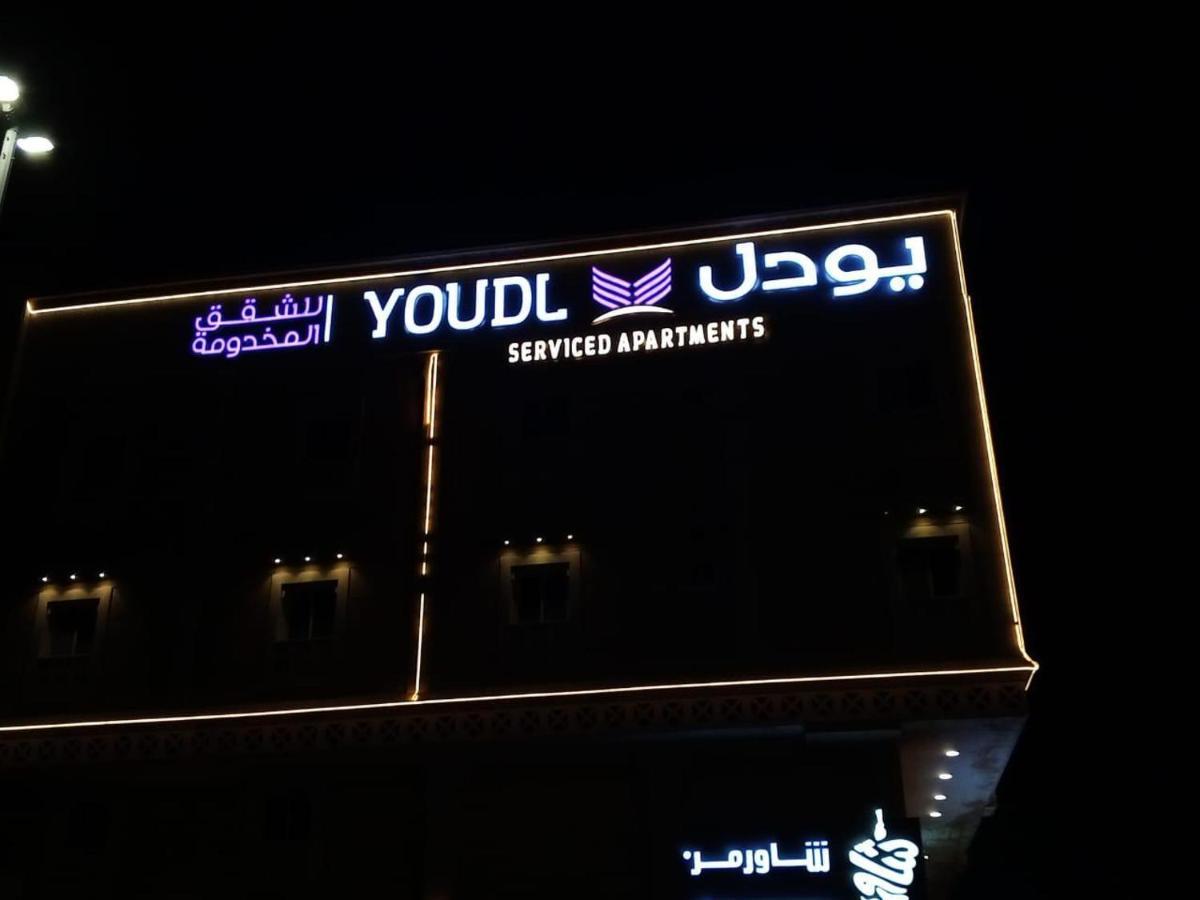 يودل
YOUDL
للشقق
المخدومة
SERVICED APARTMENTS
شاورمر